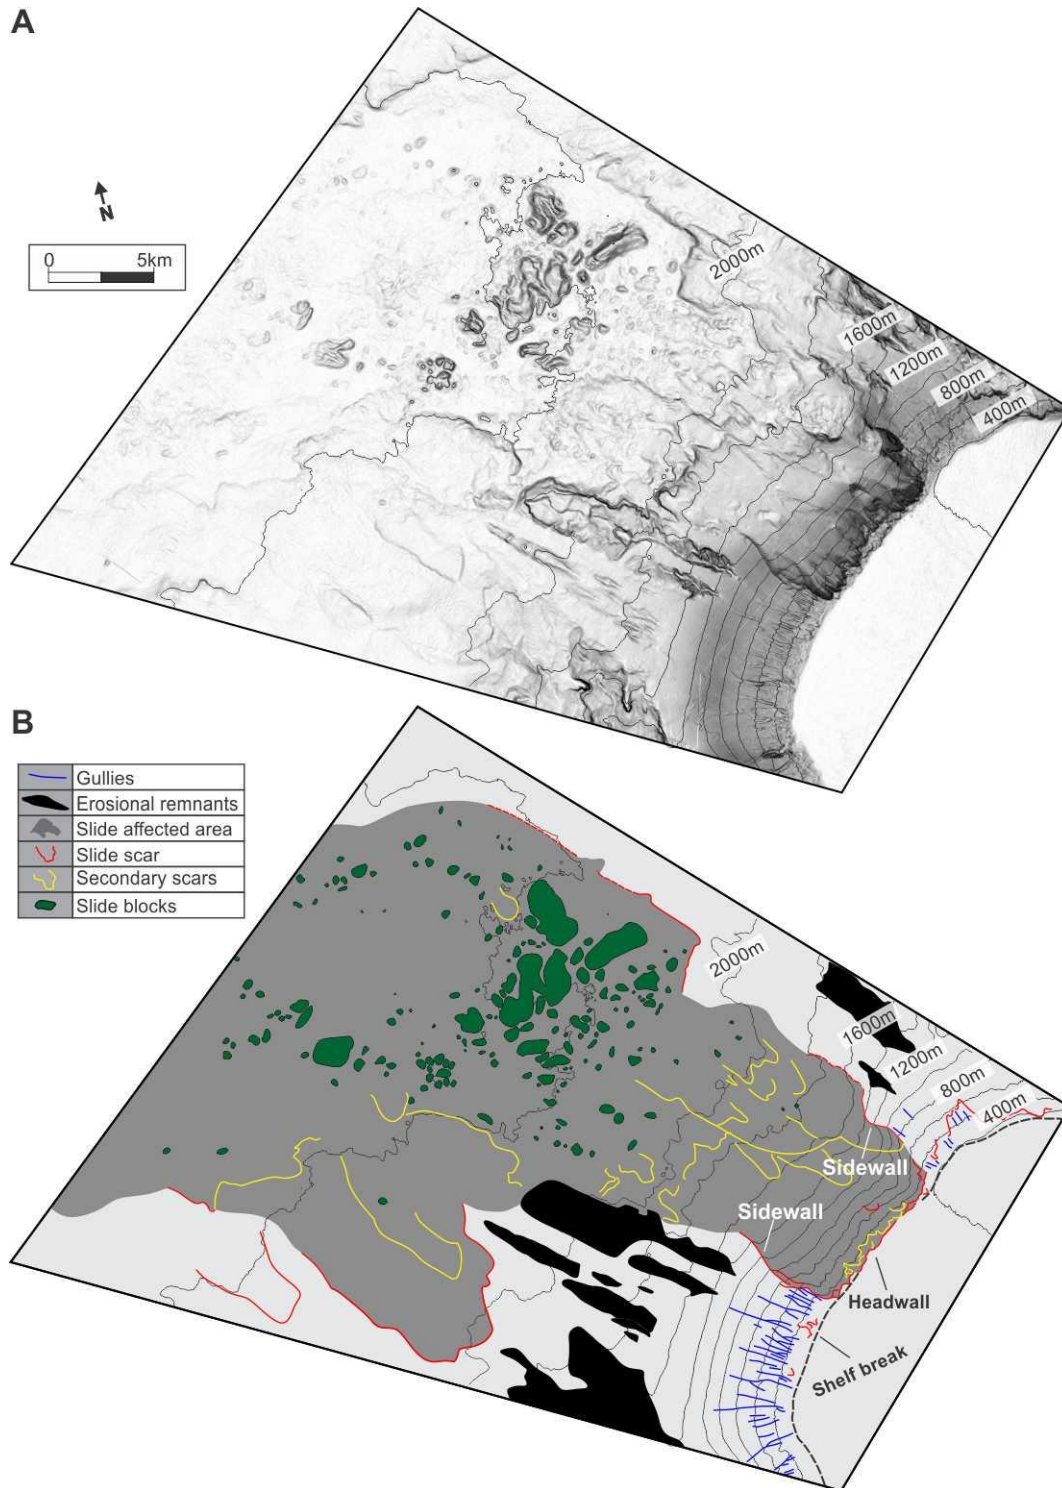 A
N
0 5km
2000m
1600m
1200m
800m
400m
B
Gullies
Erosional remnants
Slide affected area
Slide scar
Secondary scars
Slide blocks
2000m
1600m
1200m
800m
400m
Sidewall
Sidewall
Headwall
Shelf break